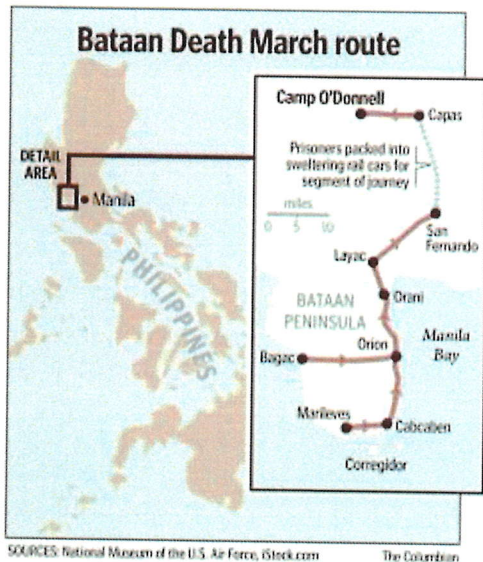 Bataan Death March route
DETAIL
AREA
Manila
PHILIPPINES
Camp O'Donnell
Capas
Prisoners packed into
sweltering rail cars for
segment of journey
miles
0 5 10
San
Fernando
Layac
Orani
BATAAN
PENINSULA
Orion
Manila
Bay
Bagac
Mariveles
Cabcaben
Corregidor
SOURCES: National Museum of the U.S. Air Force, iStock.com
The Columbian